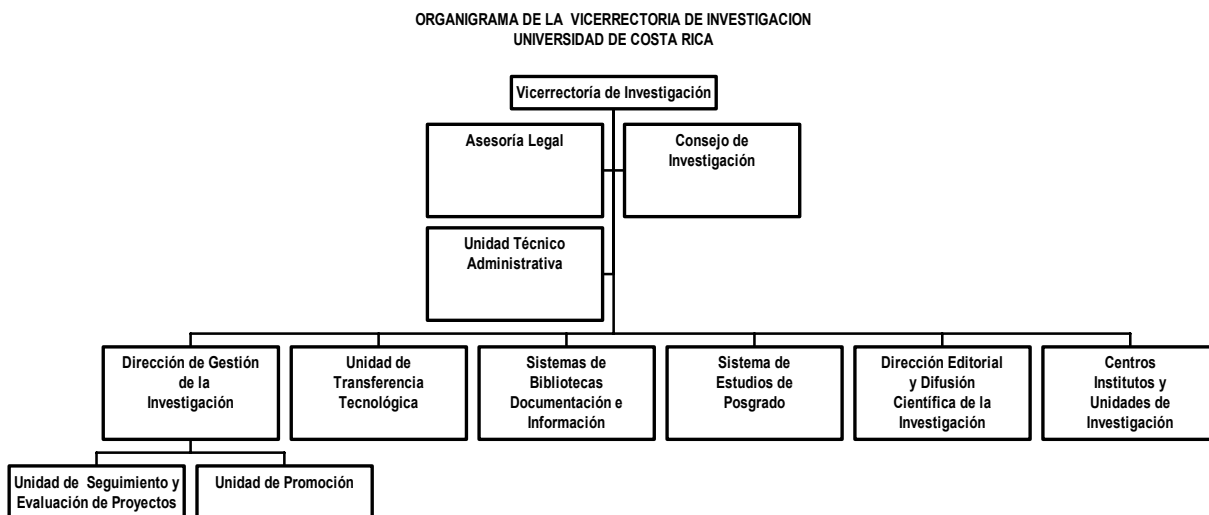 ORGANIGRAMA DE LA VICERRECTORIA DE INVESTIGACION
UNIVERSIDAD DE COSTA RICA
Vicerrectoría de Investigación
Asesoría Legal
Consejo de
Investigación
Unidad Técnico
Administrativa
Dirección de Gestión
de la
Investigación
Unidad de
Transferencia
Tecnológica
Sistemas de
Bibliotecas
Documentación e
Información
Sistema de
Estudios de
Posgrado
Dirección Editorial
y Difusión
Científica de la
Investigación
Centros
Institutos y
Unidades de
Investigación
Unidad de Seguimiento y
Evaluación de Proyectos
Unidad de Promoción